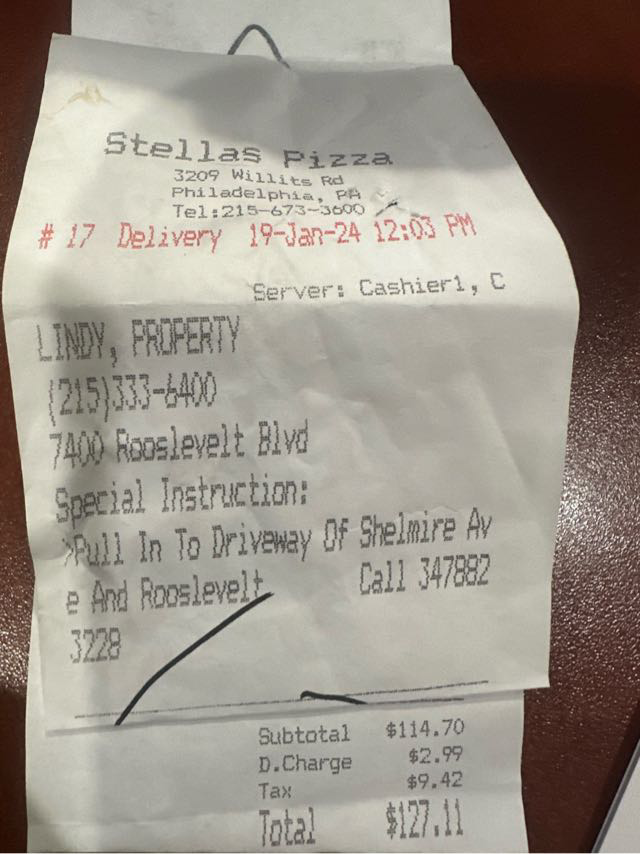 Stellas Pizza
3209 Willits Rd
Philadelphia, PA
Tel:215-673-3600
# 17 Delivery 19-Jan-24 12:03 PM
Server: Cashier1, C
LINDY, PROPERTY
(215)333-6400
7400 Rooslevelt Blvd
Special Instruction:
>Pull In To Driveway Of Shelmire Av
e And Rooslevelt Call 347882
3228
Subtotal $114.70
D.Charge $2.99
Tax $9.42
Total $127.11